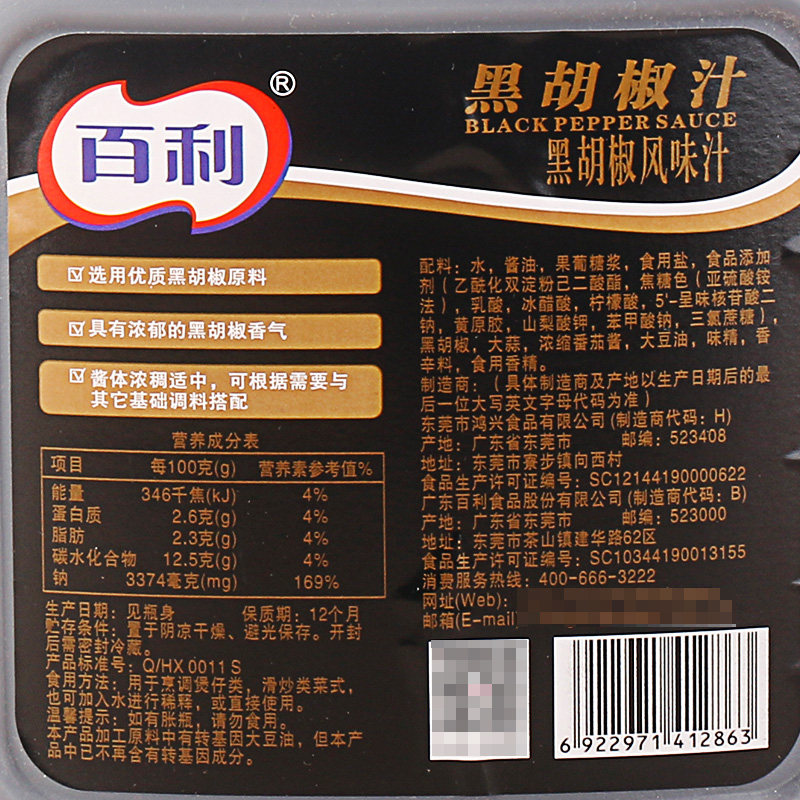 百利
®
黑胡椒汁
BLACK PEPPER SAUCE
黑胡椒风味汁
选用优质黑胡椒原料
具有浓郁的黑胡椒香气
酱体浓稠适中，可根据需要与
其它基础调料搭配
营养成分表
项目 每100克(g) 营养素参考值%
能量 346千焦(kJ) 4%
蛋白质 2.6克(g) 4%
脂肪 2.3克(g) 4%
碳水化合物 12.5克(g) 4%
钠 3374毫克(mg) 169%
生产日期：见瓶身 保质期：12个月
贮存条件：置于阴凉干燥、避光保存。开封
后需密封冷藏。
产品标准号：Q/HX 0011 S
食用方法：用于烹调煲仔类，滑炒类菜式，
也可加入水进行稀释，或直接使用。
温馨提示：如有胀瓶，请勿食用。
本产品加工原料中有转基因大豆油，但本产
品中已不再含有转基因成分。
配料：水，酱油，果葡糖浆，食用盐，食品添加
剂（乙酰化双淀粉己二酸酯，焦糖色（亚硫酸铵
法），乳酸，冰醋酸，柠檬酸，5'-呈味核苷酸二
钠，黄原胶，山梨酸钾，苯甲酸钠，三氯蔗糖），
黑胡椒，大蒜，浓缩番茄酱，大豆油，味精，香
辛料，食用香精。
制造商：（具体制造商及产地以生产日期后的最
后一位大写英文字母代码为准）
东莞市鸿兴食品有限公司(制造商代码：H)
产地：广东省东莞市 邮编：523408
地址：东莞市寮步镇向西村
食品生产许可证编号：SC12144190000622
广东百利食品股份有限公司(制造商代码：B)
产地：广东省东莞市 邮编：523000
地址：东莞市茶山镇建华路62区
食品生产许可证编号：SC10344190013155
消费服务热线：400-666-3222
网址(Web)：
邮箱(E-mail)
6 922971 412863